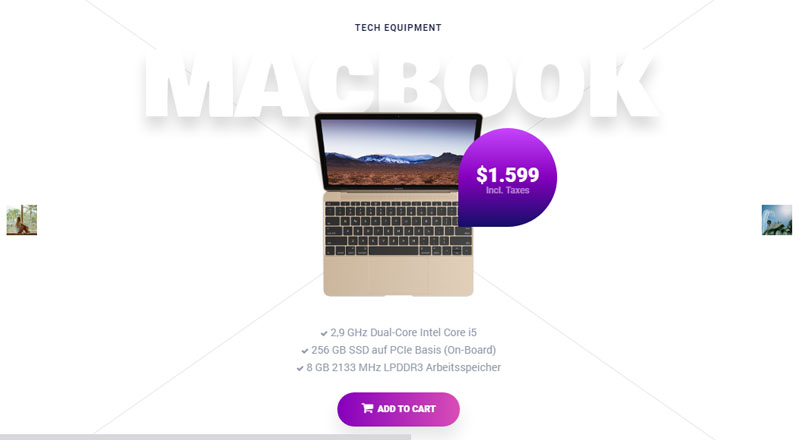 TECH EQUIPMENT
MACBOOK
$1.599
Incl. Taxes
2,9 GHz Dual-Core Intel Core i5
256 GB SSD auf PCIe Basis (On-Board)
8 GB 2133 MHz LPDDR3 Arbeitsspeicher
ADD TO CART